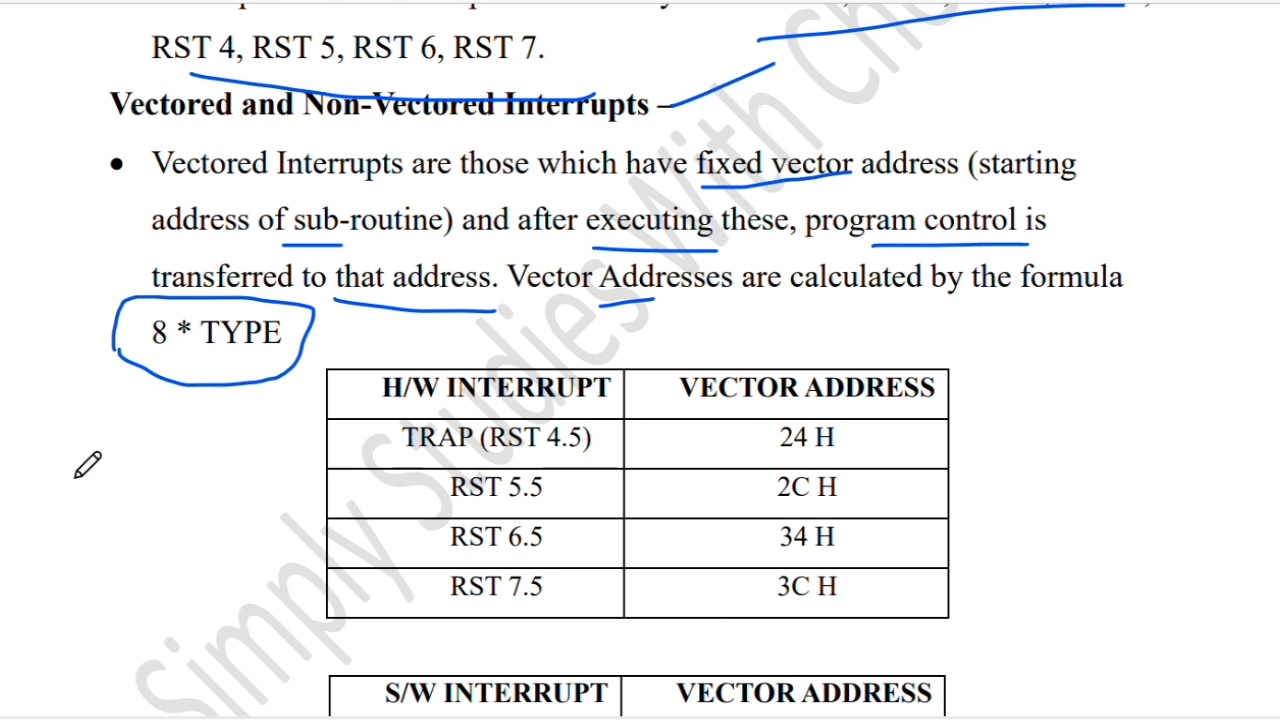 RST 4, RST 5, RST 6, RST 7.
Vectored and Non-Vectored Interrupts –
• Vectored Interrupts are those which have fixed vector address (starting
address of sub-routine) and after executing these, program control is
transferred to that address. Vector Addresses are calculated by the formula
8 * TYPE
H/W INTERRUPT VECTOR ADDRESS
TRAP (RST 4.5) 24 H
RST 5.5 2C H
RST 6.5 34 H
RST 7.5 3C H
S/W INTERRUPT VECTOR ADDRESS
Simply Studies With